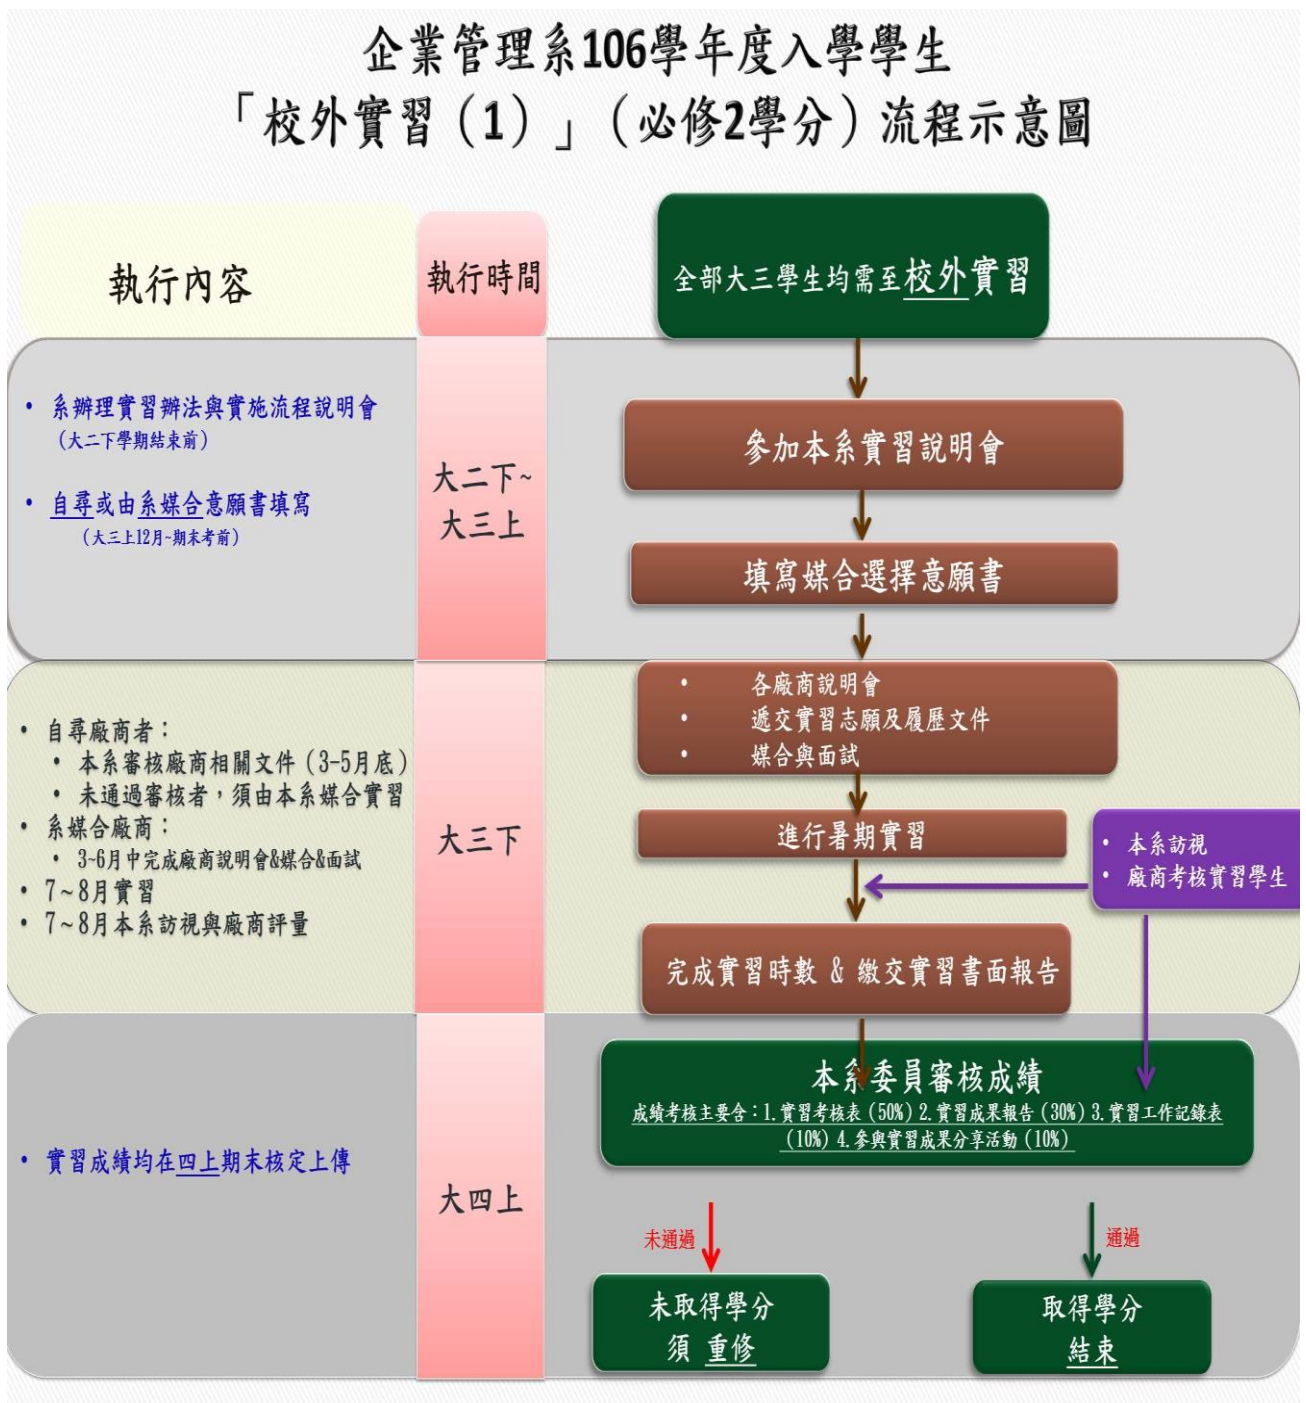 企業管理系106學年度入學學生
「校外實習（1）」（必修2學分）流程示意圖
執行內容
執行時間
全部大三學生均需至校外實習
• 系辦理實習辦法與實施流程說明會
（大二下學期結束前）
• 自尋或由系媒合意願書填寫
（大三上12月~期末考前）
大二下~
大三上
參加本系實習說明會
填寫媒合選擇意願書
• 自尋廠商者：
• 本系審核廠商相關文件（3-5月底）
• 未通過審核者，須由本系媒合實習
• 系媒合廠商：
• 3~6月中完成廠商說明會&媒合&面試
• 7~8月實習
• 7~8月本系訪視與廠商評量
大三下
• 各廠商說明會
• 遞交實習志願及履歷文件
• 媒合與面試
進行暑期實習
• 本系訪視
• 廠商考核實習學生
完成實習時數 & 繳交實習書面報告
• 實習成績均在四上期末核定上傳
大四上
本系委員審核成績
成績考核主要含：1.實習考核表(50%) 2.實習成果報告(30%) 3.實習工作記錄表
(10%) 4.參與實習成果分享活動(10%)
未通過
通過
未取得學分
須 重修
取得學分
結束